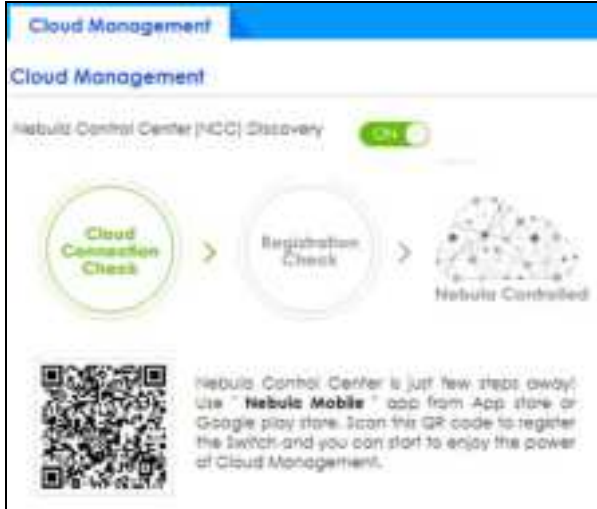 Cloud Management
Cloud Management
Nebula Control Center (NCC) Discovery
ON
Cloud
Connection
Check
>
Registration
Check
>
Nebula Controlled
Nebula Control Center is just few steps away!
Use " Nebula Mobile " app from App store or
Google play store. Scan this QR code to register
the Switch and you can start to enjoy the power
of Cloud Management.